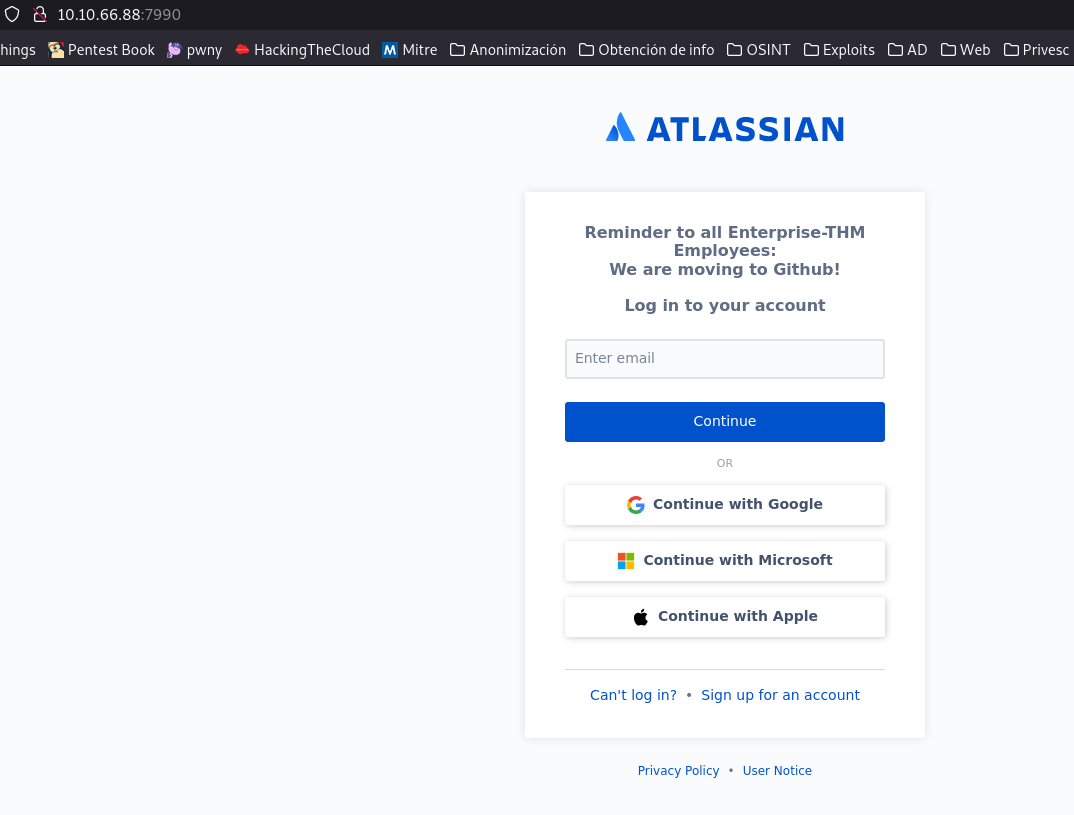 10.10.66.88:7990
hings Pentest Book pwny HackingTheCloud Mitre Anonimización Obtención de info OSINT Exploits AD Web Privesc
ATLASSIAN
Reminder to all Enterprise-THM
Employees:
We are moving to Github!
Log in to your account
Enter email
Continue
OR
Continue with Google
Continue with Microsoft
Continue with Apple
Can't log in? • Sign up for an account
Privacy Policy • User Notice